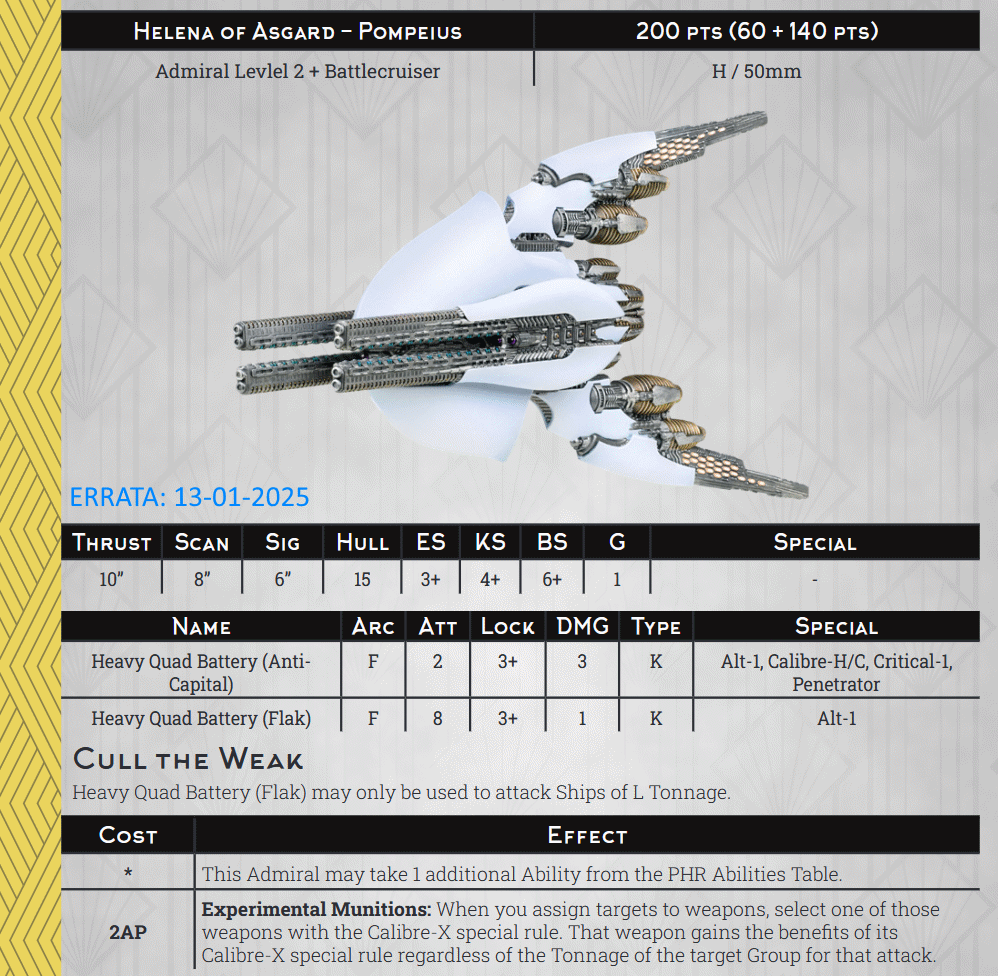 Helena of Asgard – Pompeius
200 pts (60 + 140 pts)
Admiral Levlel 2 + Battlecruiser
H / 50mm
ERRATA: 13-01-2025
Thrust Scan Sig Hull ES KS BS G Special
10” 8” 6” 15 3+ 4+ 6+ 1 -
Name Arc Att Lock DMG Type Special
Heavy Quad Battery (Anti- F 2 3+ 3 K Alt-1, Calibre-H/C, Critical-1,
Capital) Penetrator
Heavy Quad Battery (Flak) F 8 3+ 1 K Alt-1
Cull the Weak
Heavy Quad Battery (Flak) may only be used to attack Ships of L Tonnage.
Cost Effect
* This Admiral may take 1 additional Ability from the PHR Abilities Table.
Experimental Munitions: When you assign targets to weapons, select one of those
2AP weapons with the Calibre-X special rule. That weapon gains the benefits of its
Calibre-X special rule regardless of the Tonnage of the target Group for that attack.